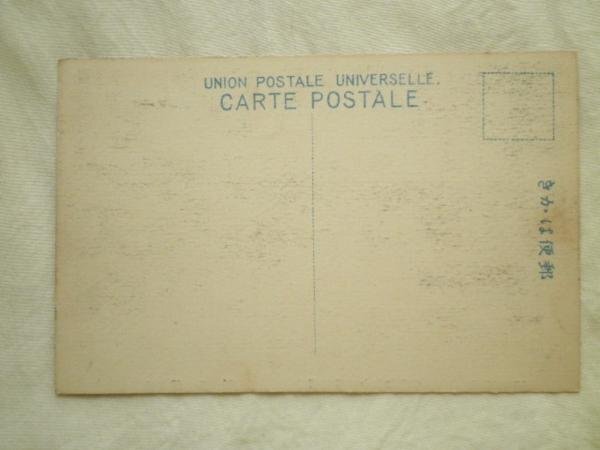 UNION POSTALE UNIVERSELLE.
CARTE POSTALE
郵便はかき